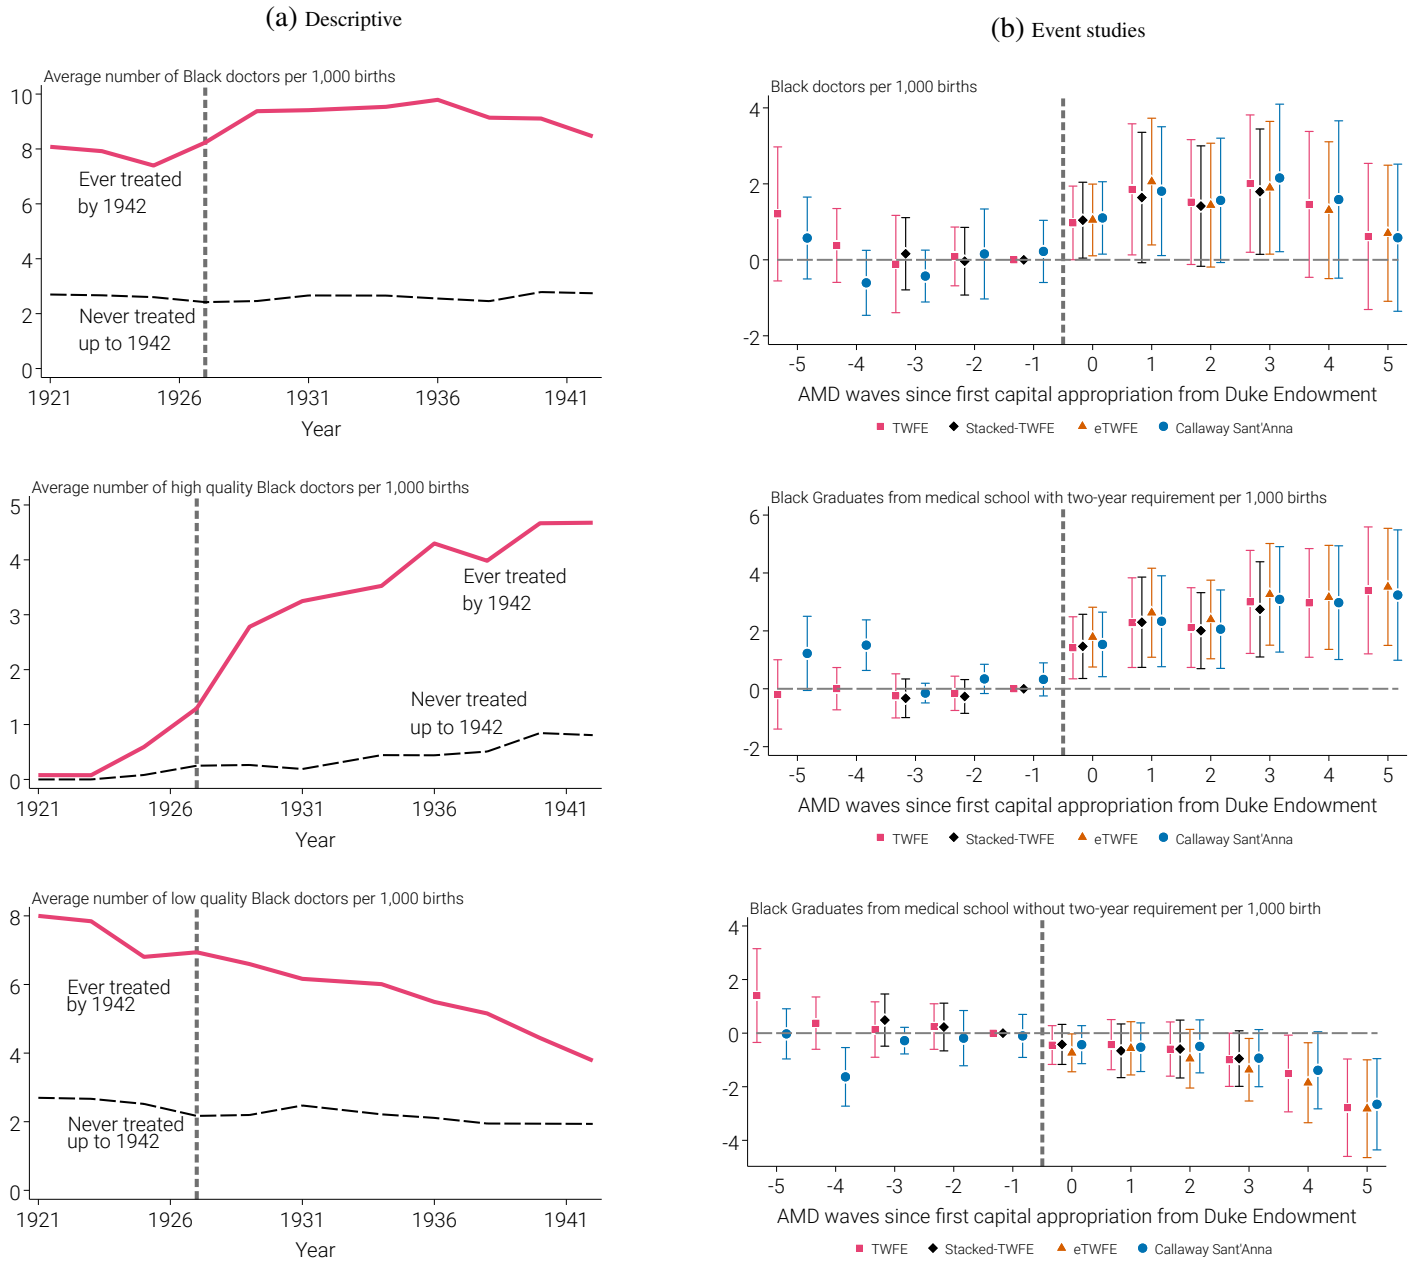 (a) Descriptive
Average number of Black doctors per 1,000 births
10
8
6
4
2
0
Ever treated
by 1942
Never treated
up to 1942
1921 1926 1931 1936 1941
Year
Average number of high quality Black doctors per 1,000 births
5
4
3
2
1
0
Ever treated
by 1942
Never treated
up to 1942
1921 1926 1931 1936 1941
Year
Average number of low quality Black doctors per 1,000 births
8
6
4
2
0
Ever treated
by 1942
Never treated
up to 1942
1921 1926 1931 1936 1941
Year
(b) Event studies
Black doctors per 1,000 births
4
2
0
-2
-5 -4 -3 -2 -1 0 1 2 3 4 5
AMD waves since first capital appropriation from Duke Endowment
TWFE Stacked-TWFE eTWFE Callaway Sant'Anna
Black Graduates from medical school with two-year requirement per 1,000 births
6
4
2
0
-2
-5 -4 -3 -2 -1 0 1 2 3 4 5
AMD waves since first capital appropriation from Duke Endowment
TWFE Stacked-TWFE eTWFE Callaway Sant'Anna
Black Graduates from medical school without two-year requirement per 1,000 birth
4
2
0
-2
-4
-5 -4 -3 -2 -1 0 1 2 3 4 5
AMD waves since first capital appropriation from Duke Endowment
TWFE Stacked-TWFE eTWFE Callaway Sant'Anna